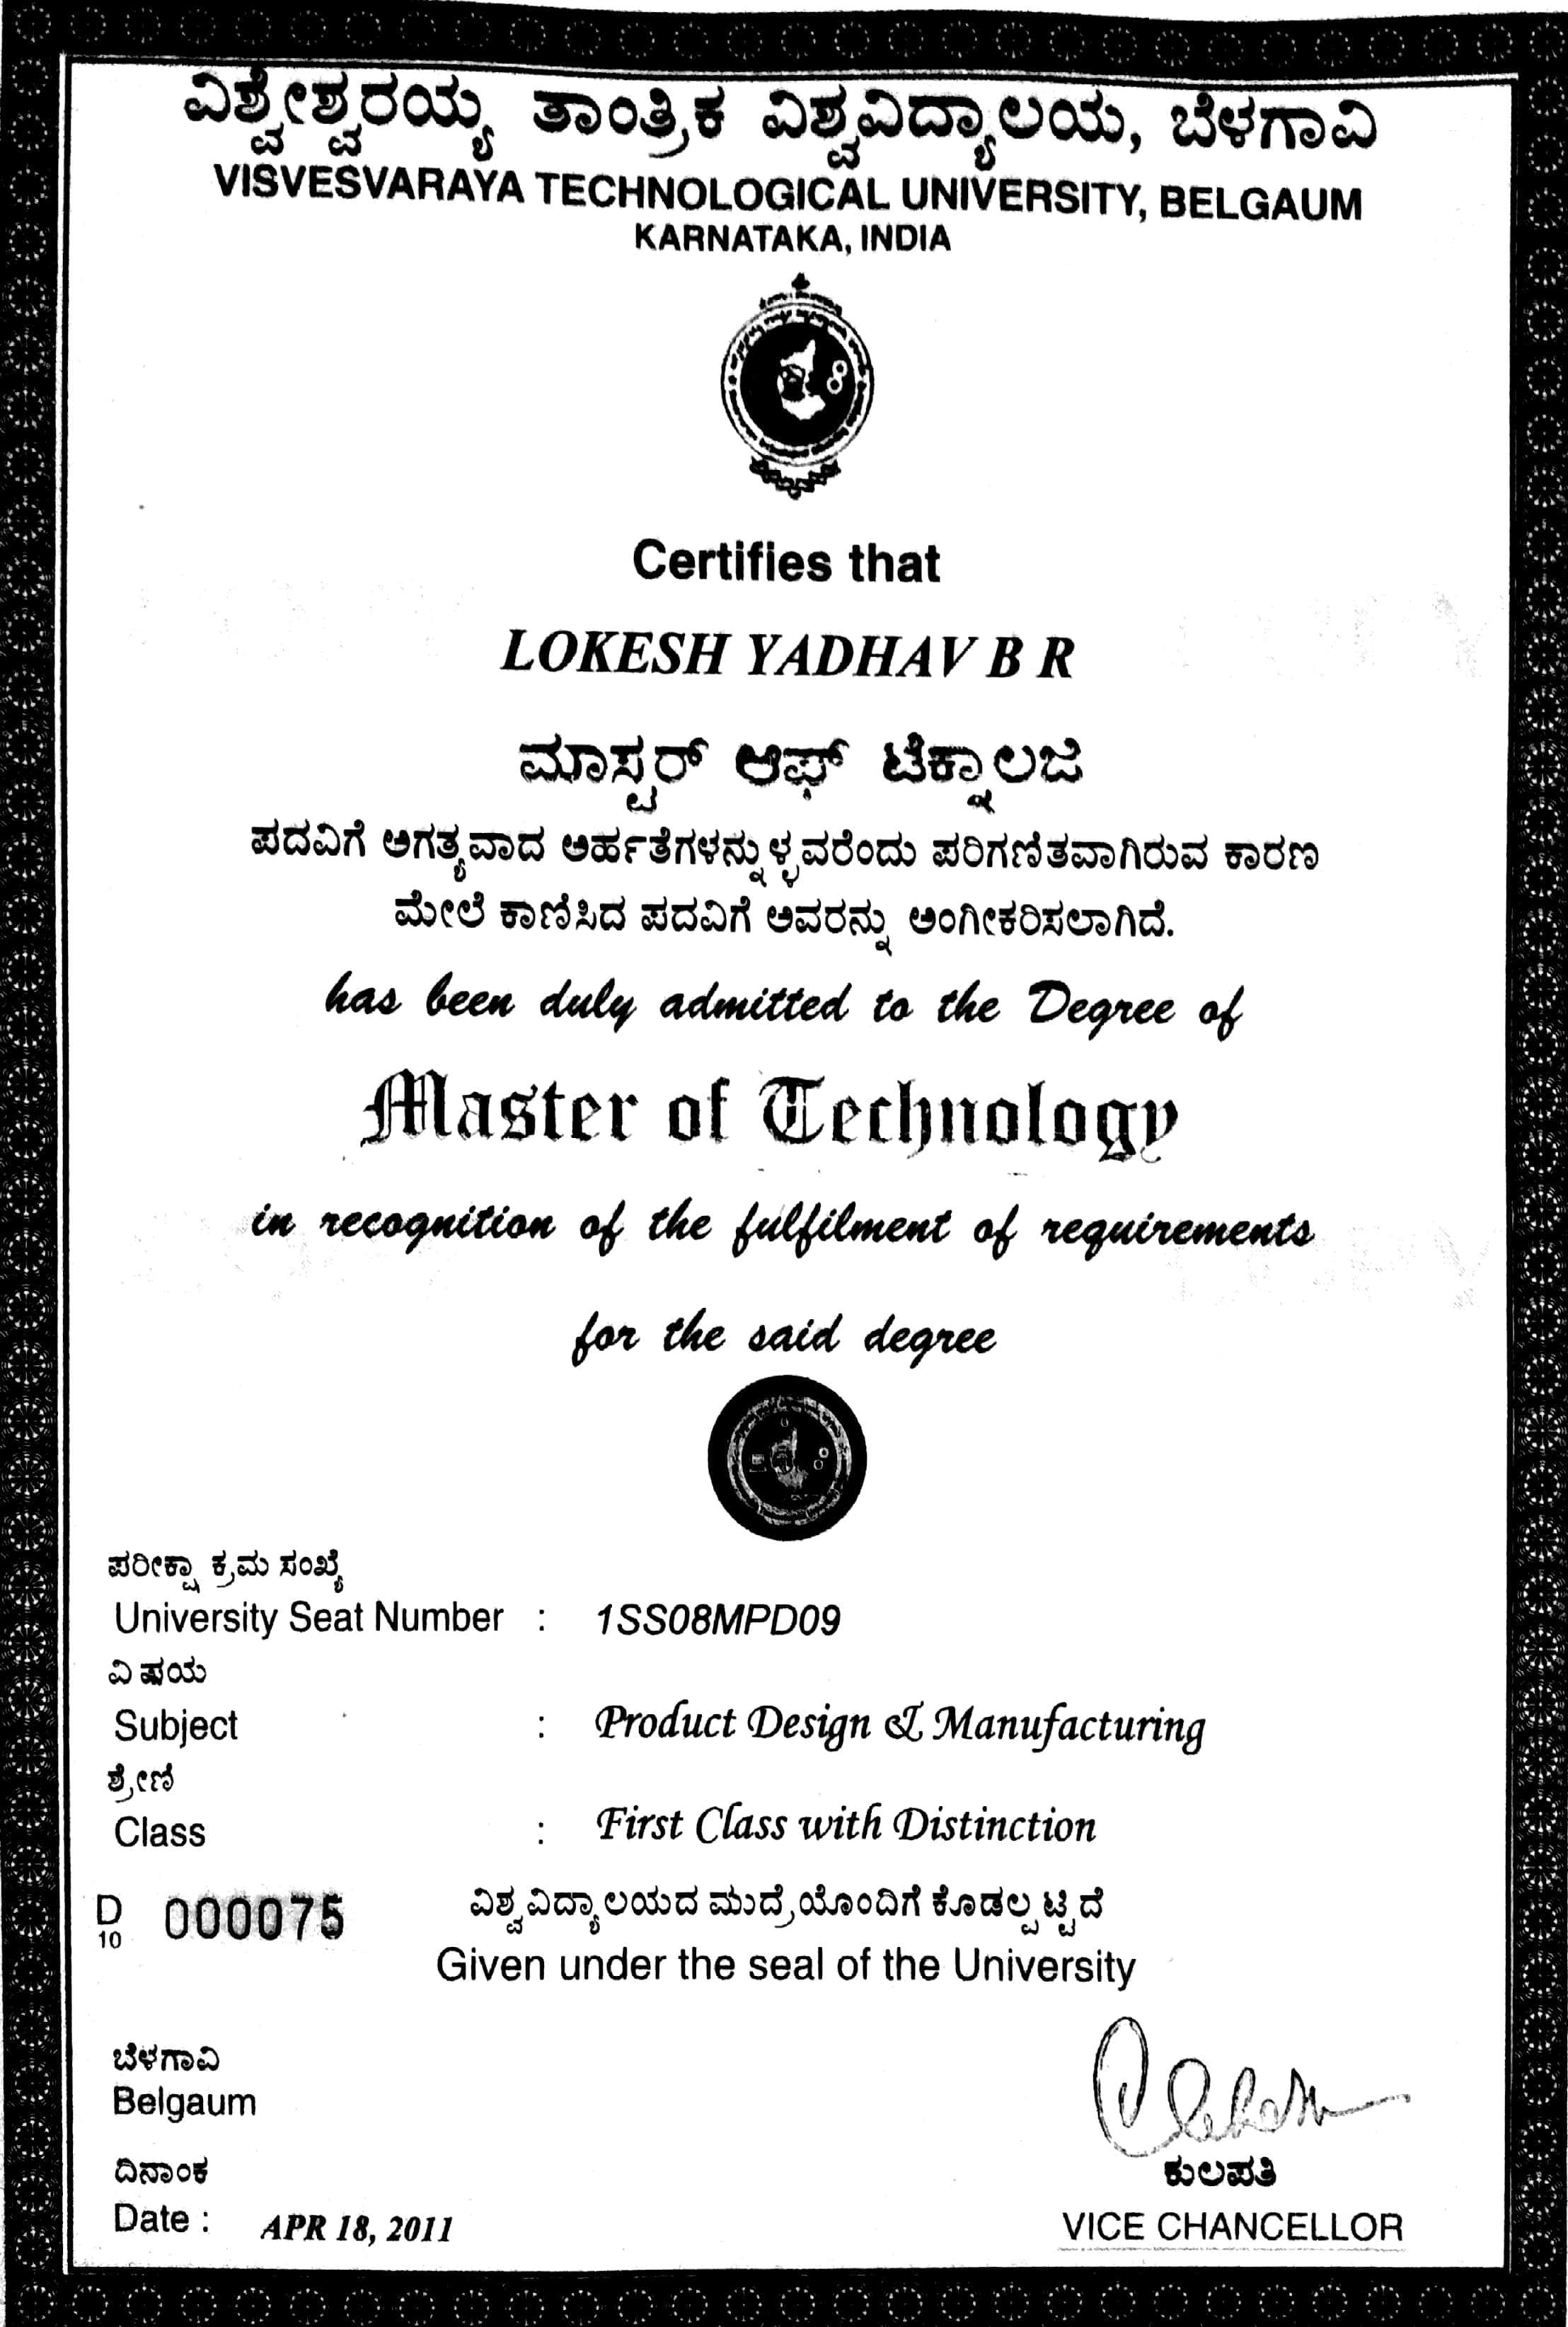 ವಿಶ್ವೇಶ್ವರಯ್ಯ ತಾಂತ್ರಿಕ ವಿಶ್ವವಿದ್ಯಾಲಯ, ಬೆಳಗಾವಿ
VISVESVARAYA TECHNOLOGICAL UNIVERSITY, BELGAUM
KARNATAKA, INDIA
Certifies that
LOKESH YADHAV B R
ಮಾಸ್ಟರ್ ಆಫ್ ಟೆಕ್ನಾಲಜಿ
ಪದವಿಗೆ ಅಗತ್ಯವಾದ ಅರ್ಹತೆಗಳನ್ನುಳ್ಳವರೆಂದು ಪರಿಗಣಿತವಾಗಿರುವ ಕಾರಣ
ಮೇಲೆ ಕಾಣಿಸಿದ ಪದವಿಗೆ ಅವರನ್ನು ಅಂಗೀಕರಿಸಲಾಗಿದೆ.
has been duly admitted to the Degree of
Master of Technology
in recognition of the fulfilment of requirements
for the said degree
ಪರೀಕ್ಷಾ ಕ್ರಮ ಸಂಖ್ಯೆ
University Seat Number : 1SS08MPD09
ವಿಷಯ
Subject : Product Design & Manufacturing
ಶ್ರೇಣಿ
Class : First Class with Distinction
D 10 000075
ವಿಶ್ವವಿದ್ಯಾಲಯದ ಮುದ್ರೆಯೊಂದಿಗೆ ಕೊಡಲ್ಪಟ್ಟಿದೆ
Given under the seal of the University
ಬೆಳಗಾವಿ
Belgaum
ದಿನಾಂಕ
Date : APR 18, 2011
ಕುಲಪತಿ
VICE CHANCELLOR